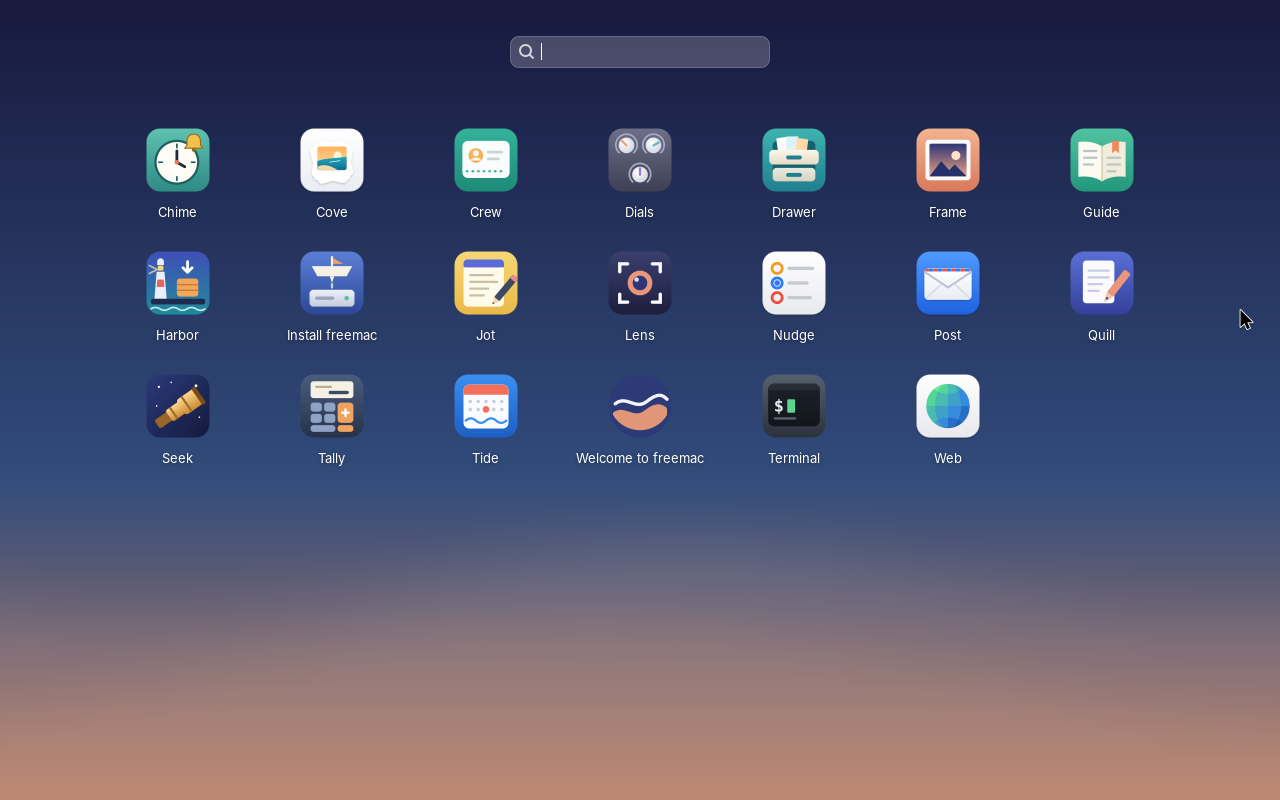 Chime
Cove
Crew
Dials
Drawer
Frame
Guide
Harbor
Install freemac
Jot
Lens
Nudge
Post
Quill
Seek
Tally
Tide
Welcome to freemac
$
Terminal
Web